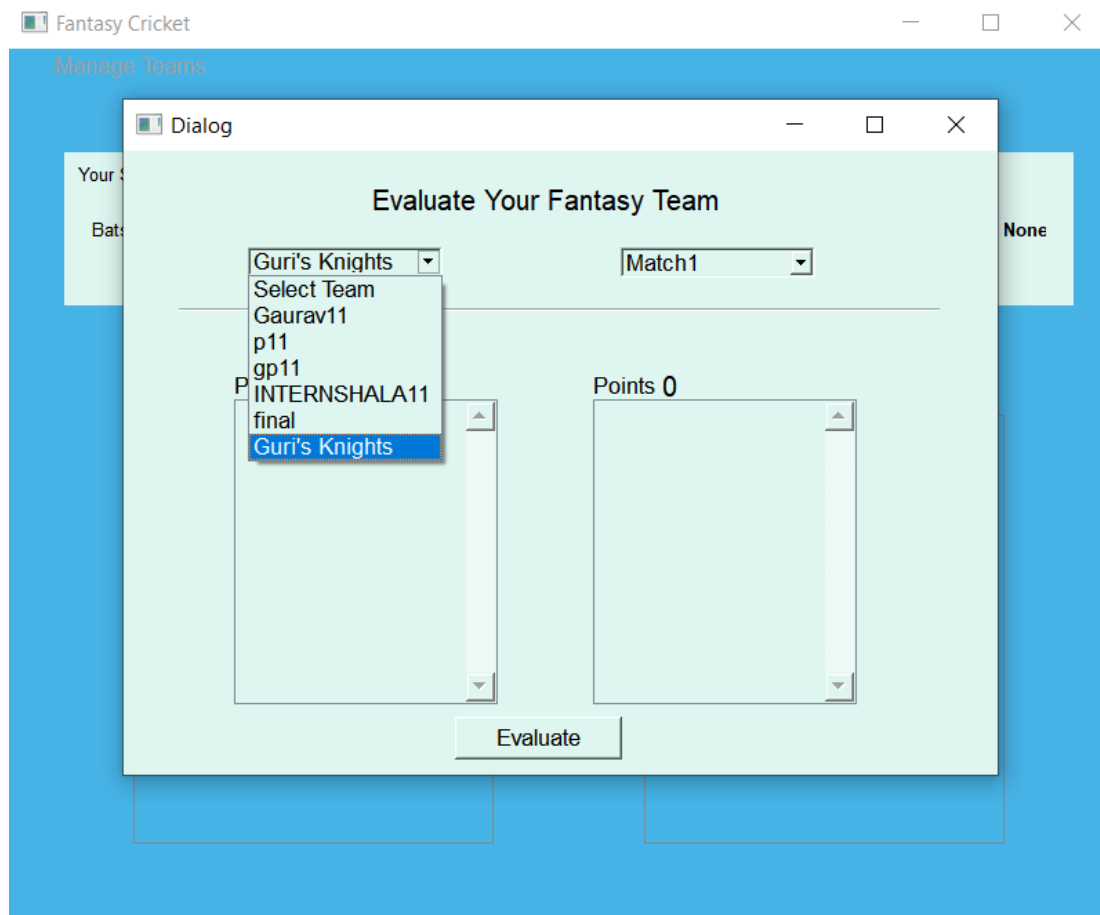 Fantasy Cricket
Manage Teams
Dialog
Your
Evaluate Your Fantasy Team
None
Guri's Knights
Match1
Select Team
Gaurav11
p11
gp11
INTERNSHALA11
final
Guri's Knights
Points 0
Evaluate